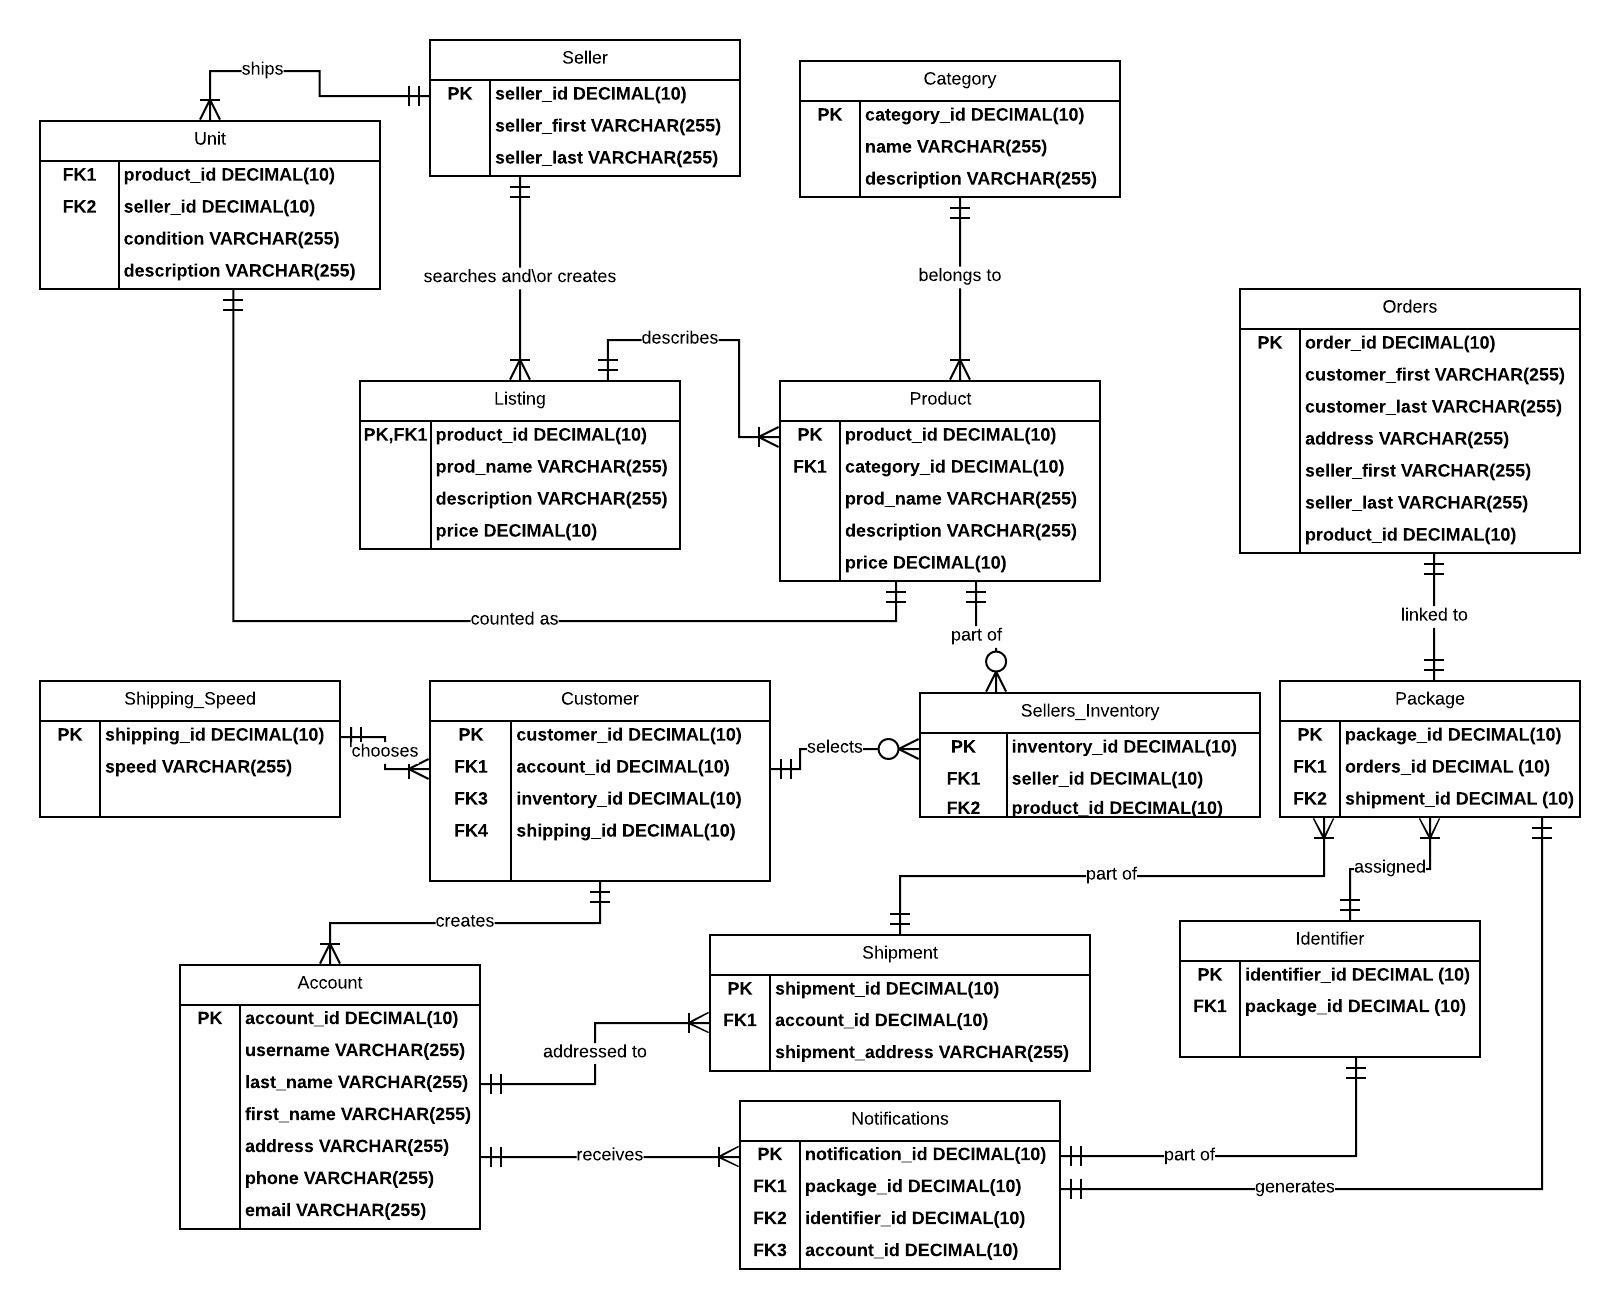 ships
Seller
PK seller_id DECIMAL(10)
seller_first VARCHAR(255)
seller_last VARCHAR(255)
Category
PK category_id DECIMAL(10)
name VARCHAR(255)
description VARCHAR(255)
Unit
FK1 product_id DECIMAL(10)
FK2 seller_id DECIMAL(10)
condition VARCHAR(255)
description VARCHAR(255)
searches and\or creates
belongs to
describes
Orders
PK order_id DECIMAL(10)
customer_first VARCHAR(255)
customer_last VARCHAR(255)
address VARCHAR(255)
seller_first VARCHAR(255)
seller_last VARCHAR(255)
product_id DECIMAL(10)
Listing
PK,FK1 product_id DECIMAL(10)
prod_name VARCHAR(255)
description VARCHAR(255)
price DECIMAL(10)
Product
PK product_id DECIMAL(10)
FK1 category_id DECIMAL(10)
prod_name VARCHAR(255)
description VARCHAR(255)
price DECIMAL(10)
counted as
part of
linked to
Shipping_Speed
PK shipping_id DECIMAL(10)
speed VARCHAR(255)
chooses
Customer
PK customer_id DECIMAL(10)
FK1 account_id DECIMAL(10)
FK3 inventory_id DECIMAL(10)
FK4 shipping_id DECIMAL(10)
selects
Sellers_Inventory
PK inventory_id DECIMAL(10)
FK1 seller_id DECIMAL(10)
FK2 product_id DECIMAL(10)
Package
PK package_id DECIMAL(10)
FK1 orders_id DECIMAL (10)
FK2 shipment_id DECIMAL (10)
part of
assigned
creates
Shipment
PK shipment_id DECIMAL(10)
FK1 account_id DECIMAL(10)
shipment_address VARCHAR(255)
Identifier
PK identifier_id DECIMAL (10)
FK1 package_id DECIMAL (10)
Account
PK account_id DECIMAL(10)
username VARCHAR(255)
last_name VARCHAR(255)
first_name VARCHAR(255)
address VARCHAR(255)
phone VARCHAR(255)
email VARCHAR(255)
addressed to
receives
Notifications
PK notification_id DECIMAL(10)
FK1 package_id DECIMAL(10)
FK2 identifier_id DECIMAL(10)
FK3 account_id DECIMAL(10)
part of
generates